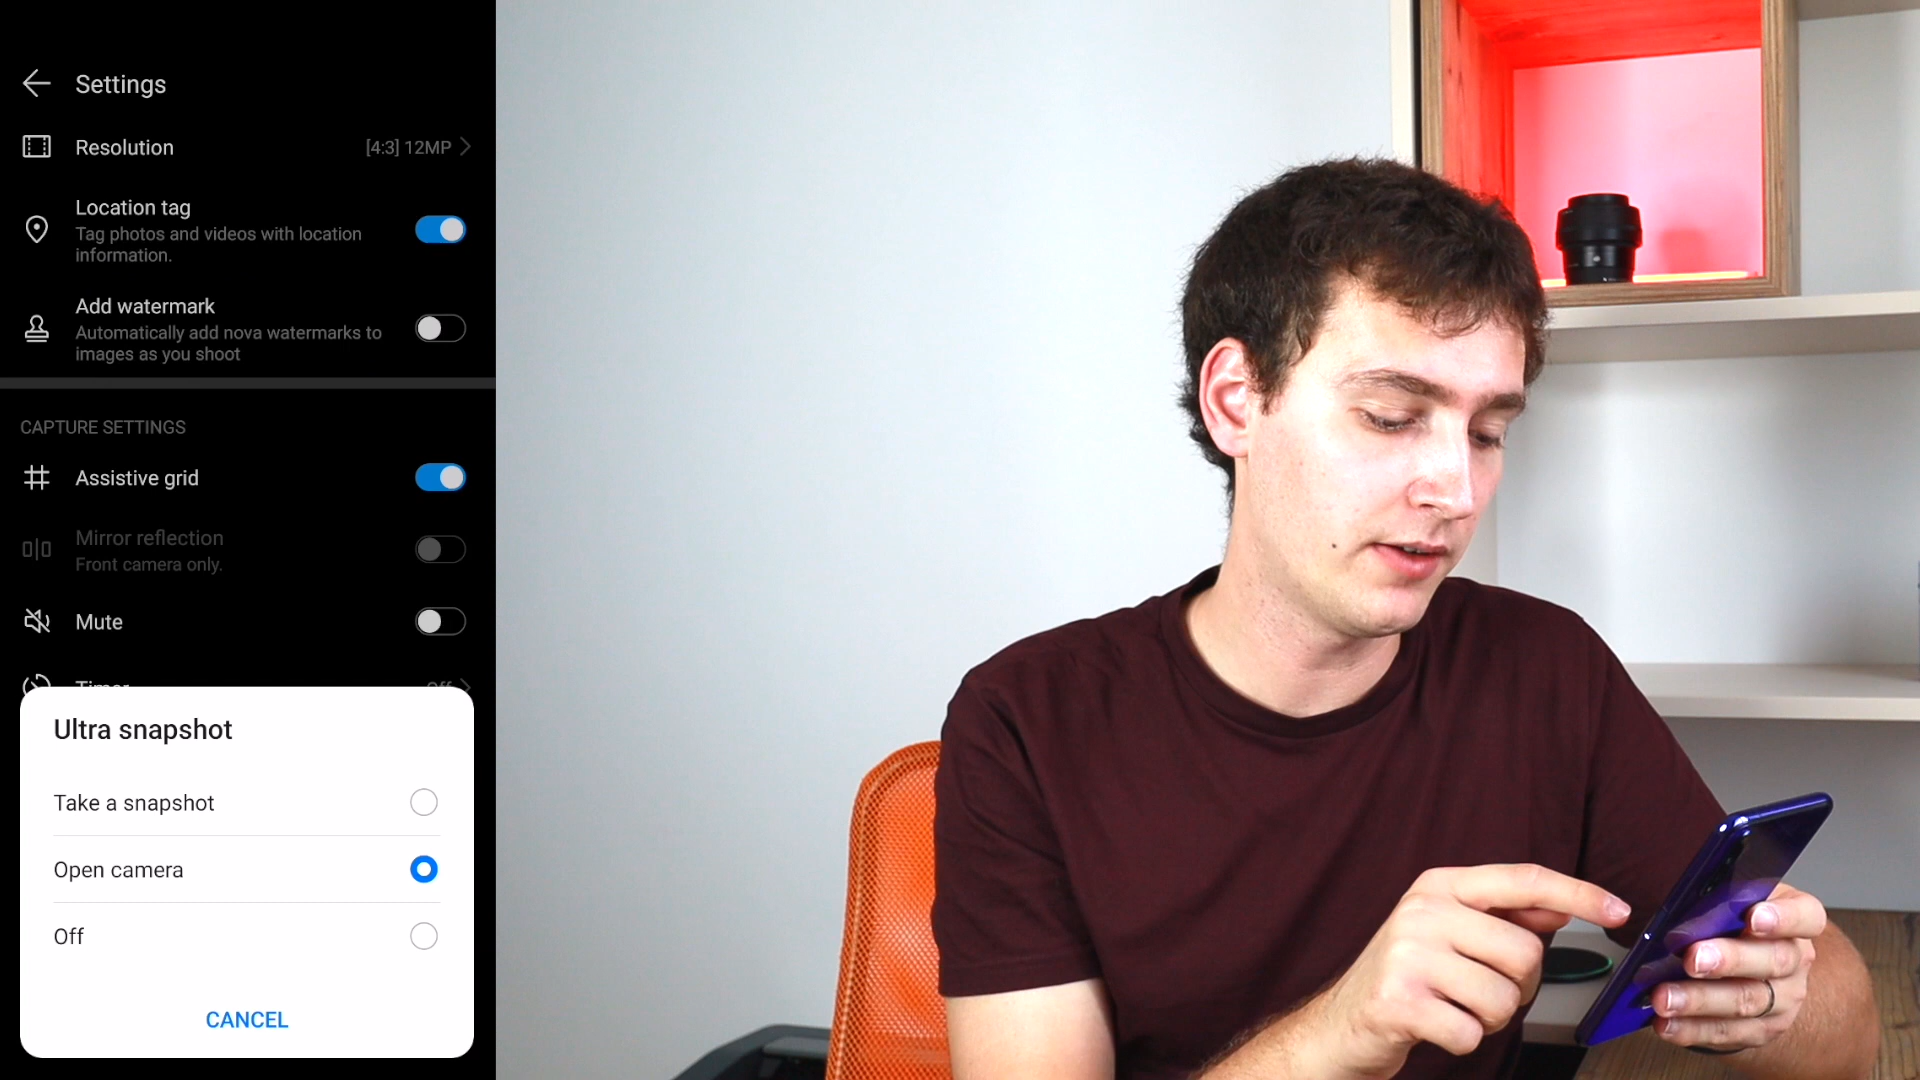 Settings
Resolution [4:3] 12MP
Location tag
Tag photos and videos with location
information.
Add watermark
Automatically add nova watermarks to
images as you shoot
CAPTURE SETTINGS
Assistive grid
Mirror reflection
Front camera only.
Mute
Timer Off
Ultra snapshot
Take a snapshot
Open camera
Off
CANCEL